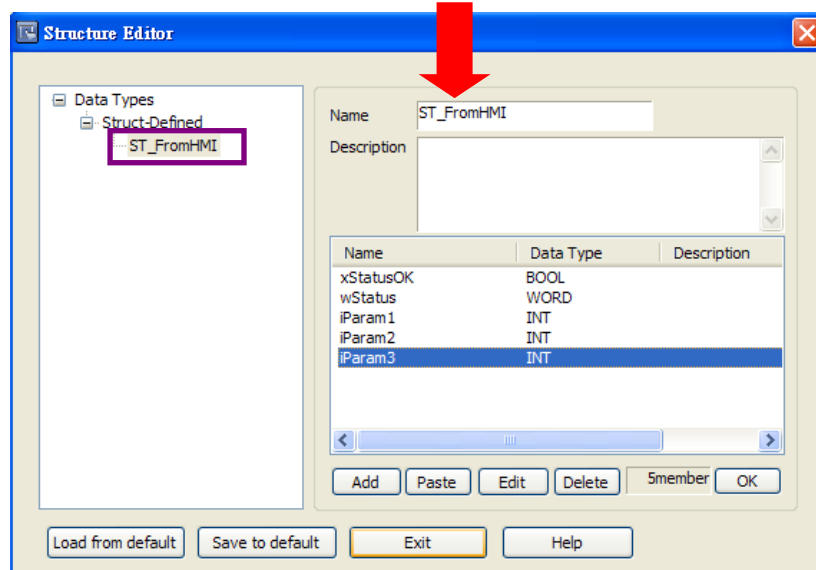 Structure Editor
Data Types
Struct-Defined
ST_FromHMI
Name ST_FromHMI
Description
Name Data Type Description
xStatusOK BOOL
wStatus WORD
iParam1 INT
iParam2 INT
iParam3 INT
Add Paste Edit Delete 5member OK
Load from default Save to default Exit Help